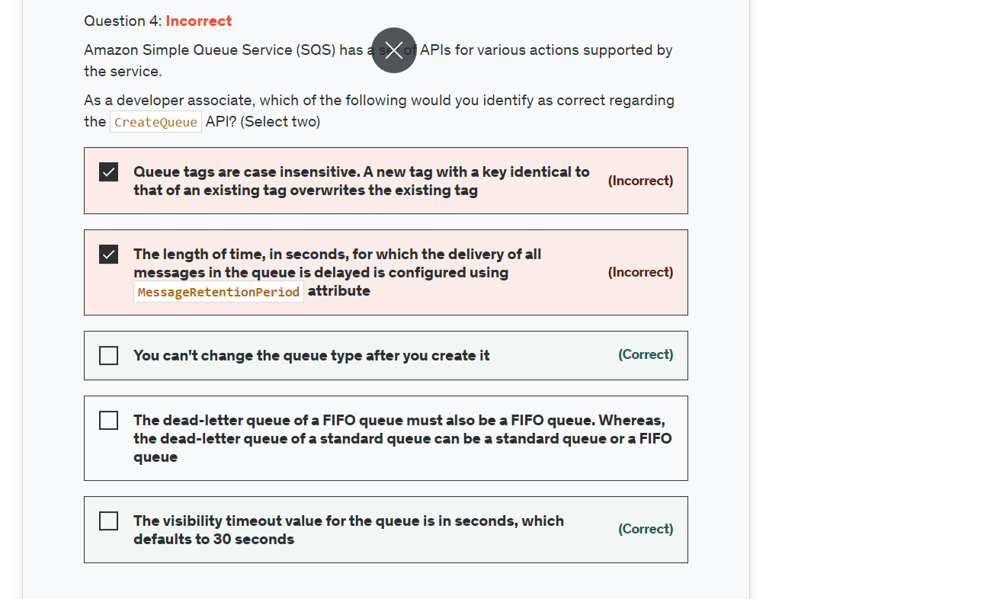 Question 4: Incorrect
Amazon Simple Queue Service (SQS) has a set of APIs for various actions supported by
the service.
As a developer associate, which of the following would you identify as correct regarding
the CreateQueue API? (Select two)
Queue tags are case insensitive. A new tag with a key identical to
that of an existing tag overwrites the existing tag
(Incorrect)
The length of time, in seconds, for which the delivery of all
messages in the queue is delayed is configured using
MessageRetentionPeriod attribute
(Incorrect)
You can't change the queue type after you create it
(Correct)
The dead-letter queue of a FIFO queue must also be a FIFO queue. Whereas,
the dead-letter queue of a standard queue can be a standard queue or a FIFO
queue
The visibility timeout value for the queue is in seconds, which
defaults to 30 seconds
(Correct)